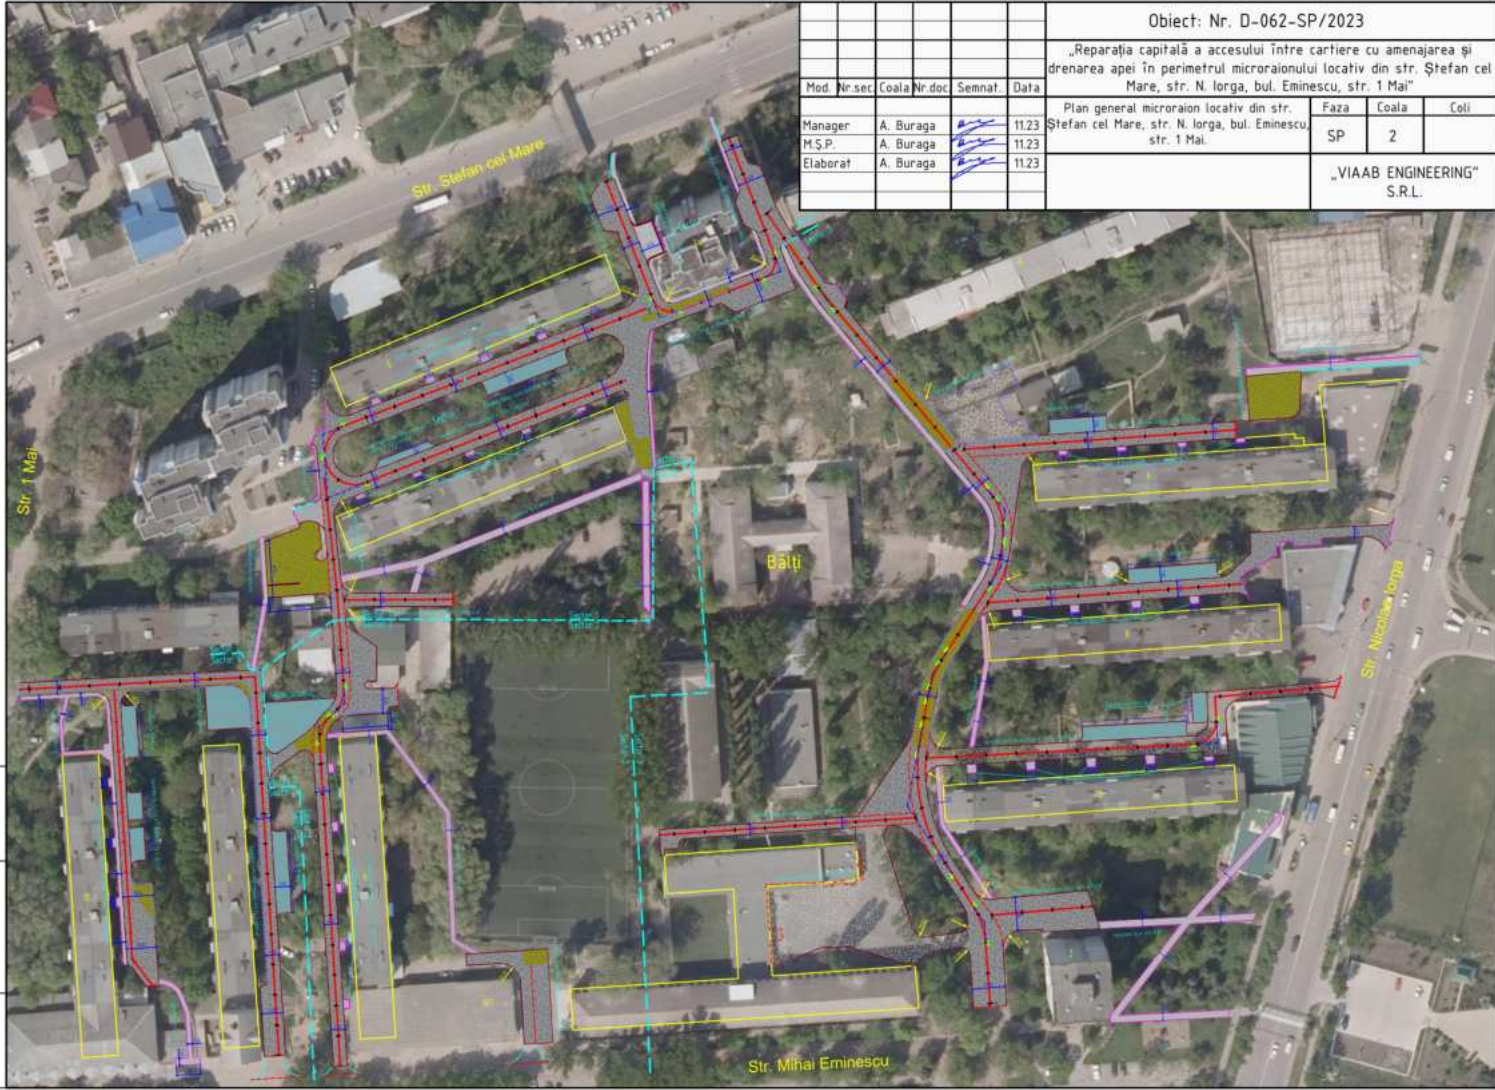 Obiect: Nr. D-062-SP/2023
„Reparația capitală a accesului între cartiere cu amenajarea și
drenarea apei în perimetrul microraionului locativ din str. Ștefan cel
Mare, str. N. Iorga, bul. Eminescu, str. 1 Mai”
Mod. Nr.sec. Coala Nr.doc. Semnat. Data
Plan general microraion locativ din str.
Ștefan cel Mare, str. N. Iorga, bul. Eminescu,
str. 1 Mai.
Faza Coala Coli
SP 2
Manager A. Buraga 11.23
M.Ș.P. A. Buraga 11.23
Elaborat A. Buraga 11.23
„VIAAB ENGINEERING”
S.R.L.
Str. Stefan cel Mare
Str. 1 Mai
Bălți
Str. Nicolae Iorga
Str. Mihai Eminescu